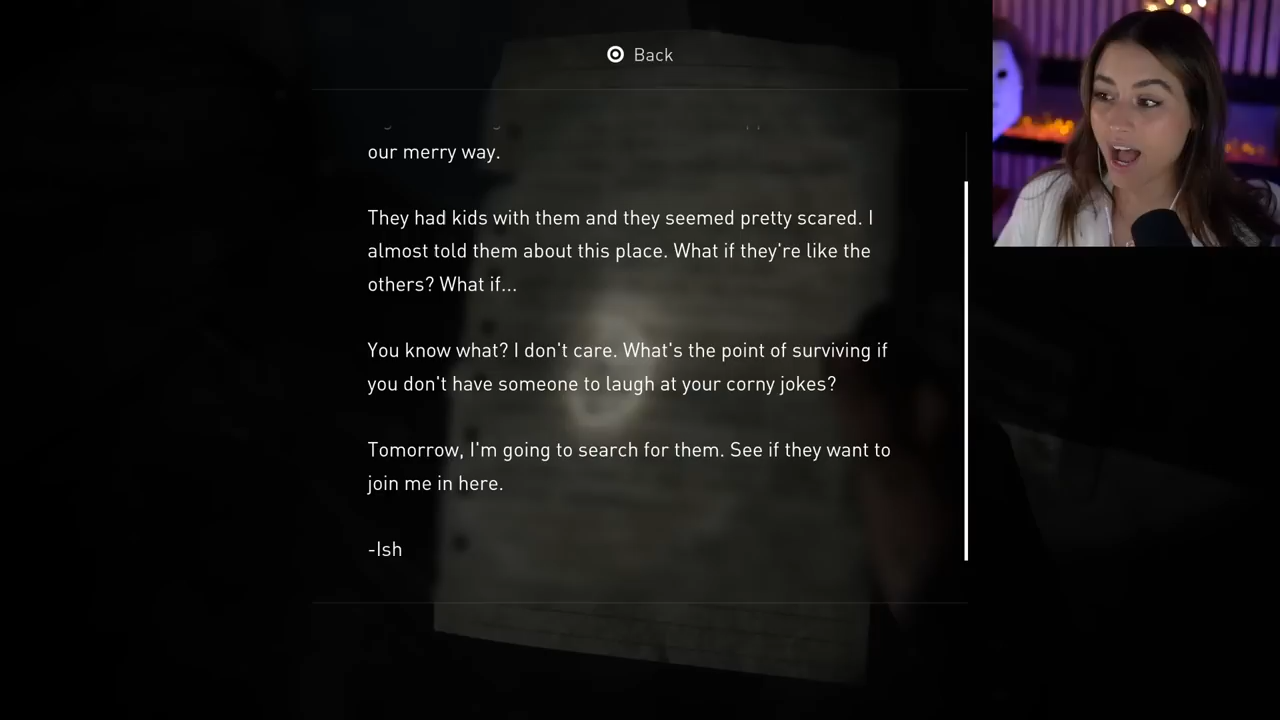 Back
our merry way.
They had kids with them and they seemed pretty scared. I
almost told them about this place. What if they're like the
others? What if...
You know what? I don't care. What's the point of surviving if
you don't have someone to laugh at your corny jokes?
Tomorrow, I'm going to search for them. See if they want to
join me in here.
-Ish